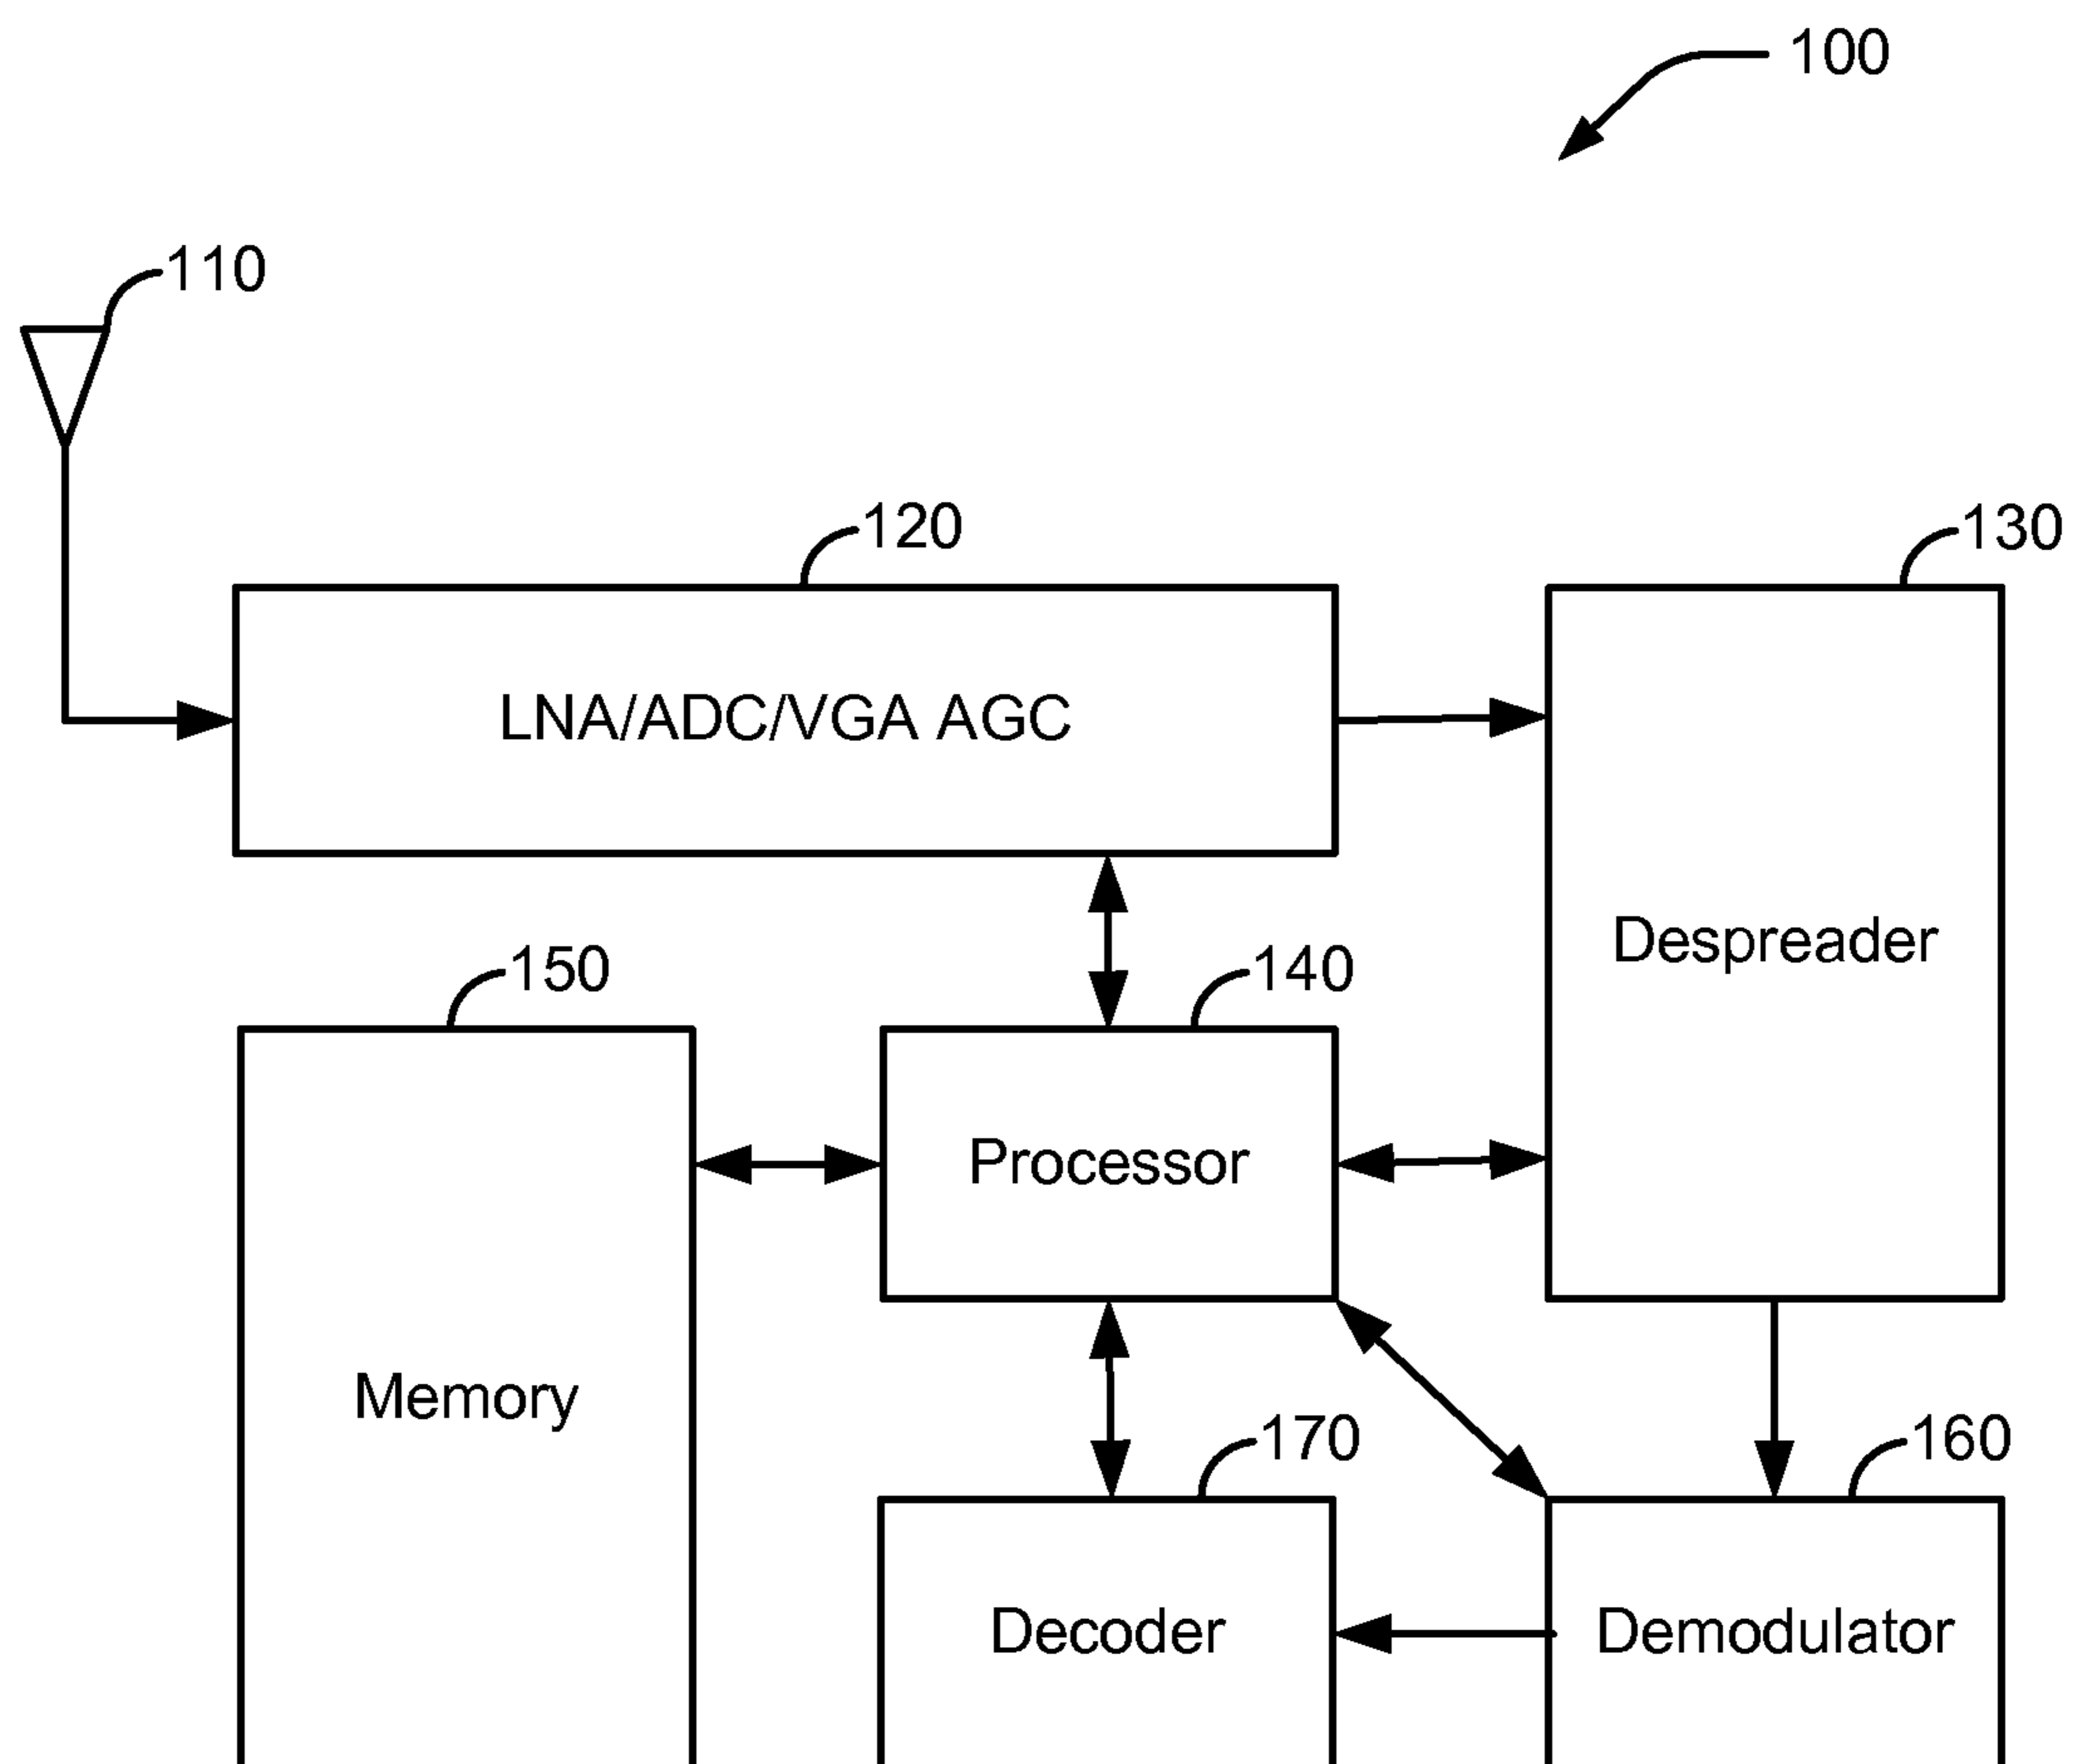 100
110
120
130
LNA/ADC/VGA AGC
Despreader
150
140
Processor
Memory
170
160
Decoder
Demodulator